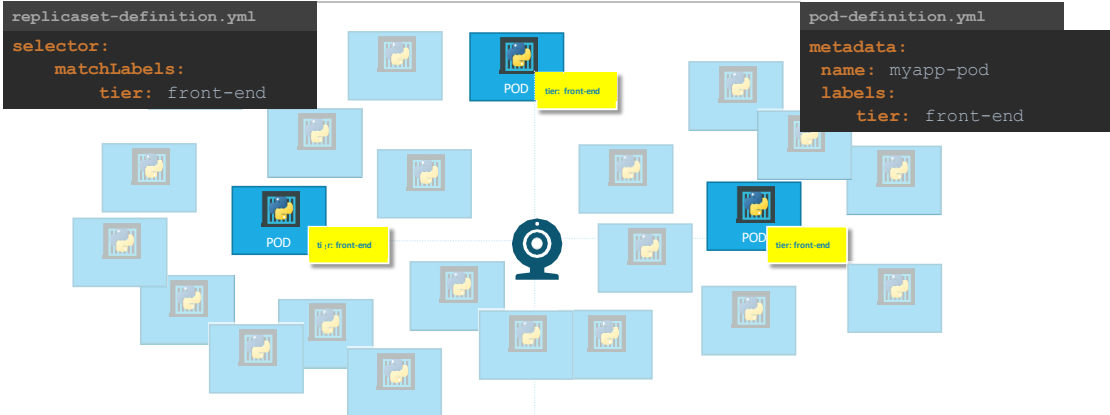 replicaset-definition.yml
selector:
matchLabels:
tier: front-end
pod-definition.yml
metadata:
name: myapp-pod
labels:
tier: front-end
POD
tier: front-end
POD
tier: front-end
POD
tier: front-end